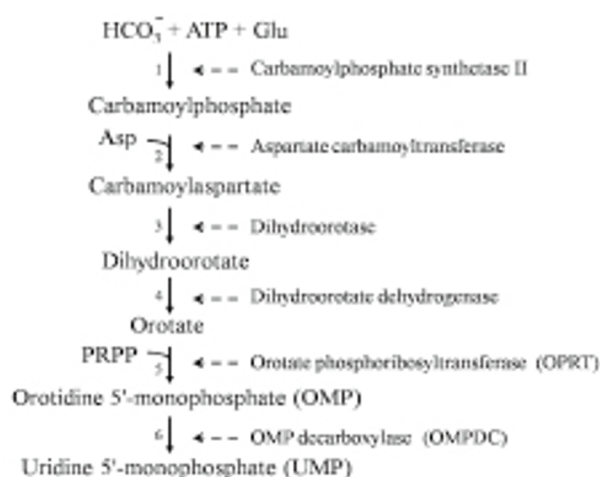 HCO3- + ATP + Glu
1 Carbamoylphosphate synthetase II
Carbamoylphosphate
Asp
2 Aspartate carbamoyltransferase
Carbamoylaspartate
3 Dihydroorotase
Dihydroorotate
4 Dihydroorotate dehydrogenase
Orotate
PRPP
5 Orotate phosphoribosyltransferase (OPRT)
Orotidine 5'-monophosphate (OMP)
6 OMP decarboxylase (OMPDC)
Uridine 5'-monophosphate (UMP)